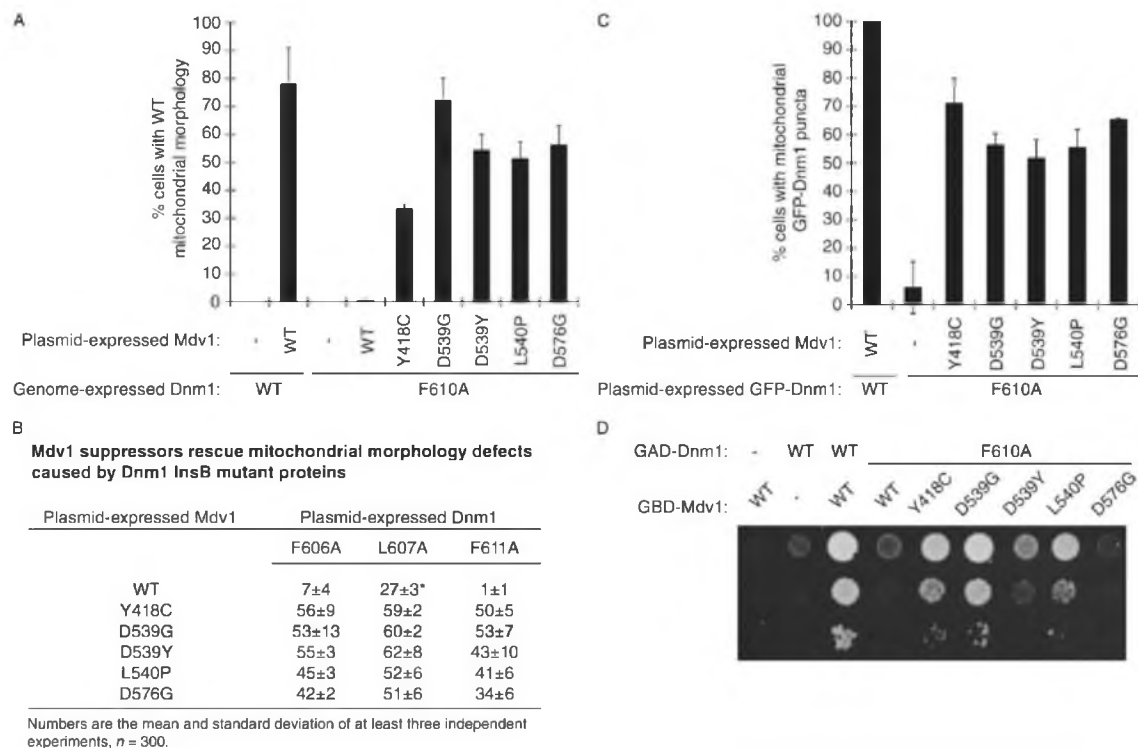 A
100
90
80
70
60
50
40
30
20
10
0
% cells with WT
mitochondrial morphology
Plasmid-expressed Mdv1: - WT - WT Y418C D539G D539Y L540P D576G
Genome-expressed Dnm1: WT F610A
B
Mdv1 suppressors rescue mitochondrial morphology defects
caused by Dnm1 InsB mutant proteins
Plasmid-expressed Mdv1 Plasmid-expressed Dnm1
F606A L607A F611A
WT 7±4 27±3* 1±1
Y418C 56±9 59±2 50±5
D539G 53±13 60±2 53±7
D539Y 55±3 62±8 43±10
L540P 45±3 52±6 41±6
D576G 42±2 51±6 34±6
Numbers are the mean and standard deviation of at least three independent
experiments, n = 300.
C
100
90
80
70
60
50
40
30
20
10
0
% cells with mitochondrial
GFP-Dnm1 puncta
Plasmid-expressed Mdv1: WT - Y418C D539G D539Y L540P D576G
Plasmid-expressed GFP-Dnm1: WT F610A
D
GAD-Dnm1: - WT WT F610A
GBD-Mdv1: WT - WT WT Y418C D539G D539Y L540P D576G